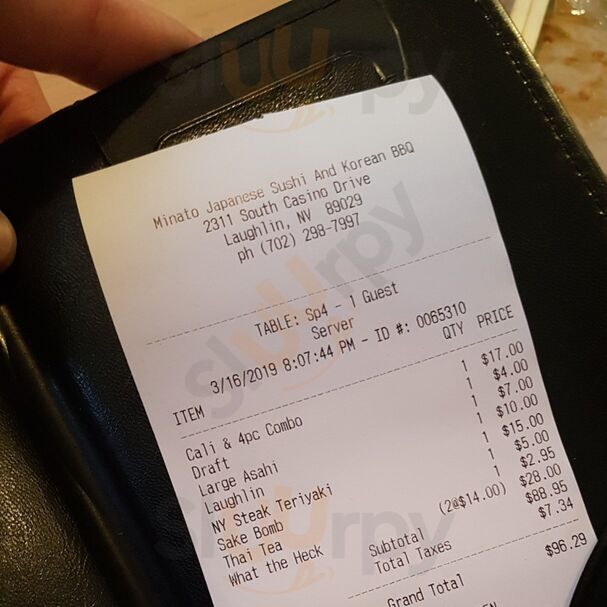 Minato Japanese Sushi And Korean BBQ
2311 South Casino Drive
Laughlin, NV 89029
ph (702) 298-7997
TABLE: Sp4 - 1 Guest
Server
3/16/2019 8:07:44 PM - ID #: 0065310
ITEM QTY PRICE
Cali & 4pc Combo 1 $17.00
Draft 1 $4.00
Large Asahi 1 $7.00
Laughlin 1 $10.00
NY Steak Teriyaki 1 $15.00
Sake Bomb 1 $5.00
Thai Tea 1 $2.95
What the Heck (2@$14.00) $28.00
Subtotal $88.95
Total Taxes $7.34
Grand Total $96.29
sluurpy
sluurpy
sluurpy